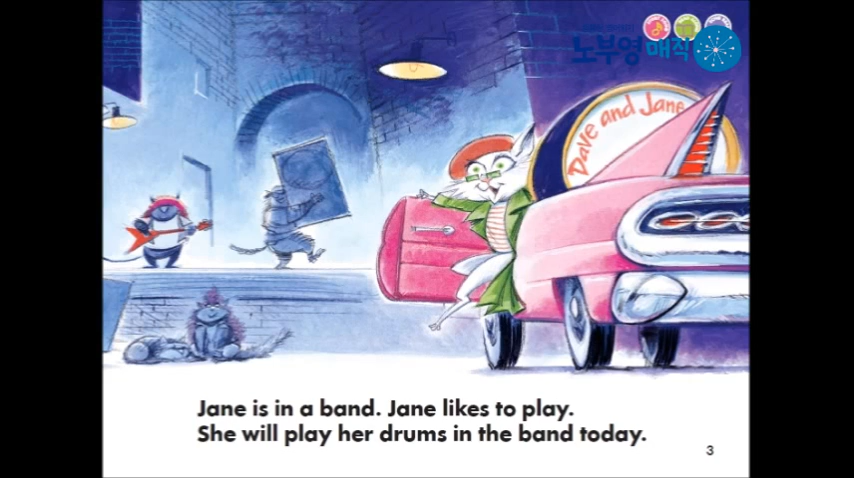 노부영 매직
Dave and Jane
Jane is in a band. Jane likes to play.
She will play her drums in the band today.
3